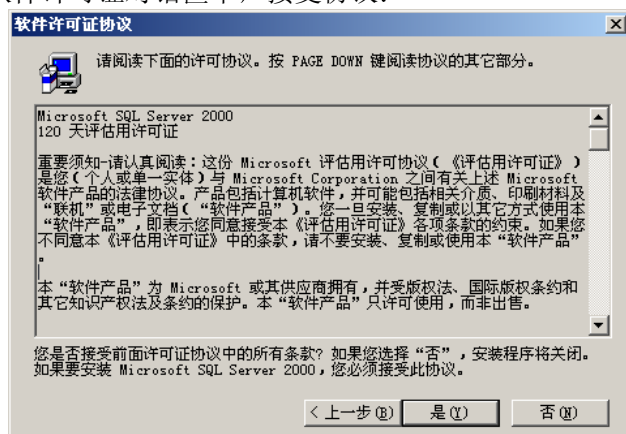 软件许可证协议
请阅读下面的许可协议。按 PAGE DOWN 键阅读协议的其它部分。
Microsoft SQL Server 2000
120 天评估用许可证
重要须知-请认真阅读：这份 Microsoft 评估用许可协议(《评估用许可证》)
是您(个人或单一实体)与 Microsoft Corporation 之间有关上述 Microsoft
软件产品的法律协议。产品包括计算机软件，并可能包括相关介质、印刷材料及
“联机”或电子文档(“软件产品”)。您一旦安装、复制或以其它方式使用本
“软件产品”，即表示您同意接受本《评估用许可证》各项条款的约束。如果您
不同意本《评估用许可证》中的条款，请不要安装、复制或使用本“软件产品”
。
本“软件产品”为 Microsoft 或其供应商拥有，并受版权法、国际版权条约和
其它知识产权法及条约的保护。本“软件产品”只许可使用，而非出售。
您是否接受前面许可证协议中的所有条款? 如果您选择“否”，安装程序将关闭。
如果要安装 Microsoft SQL Server 2000，您必须接受此协议。
< 上一步(B) 是(Y) 否(N)